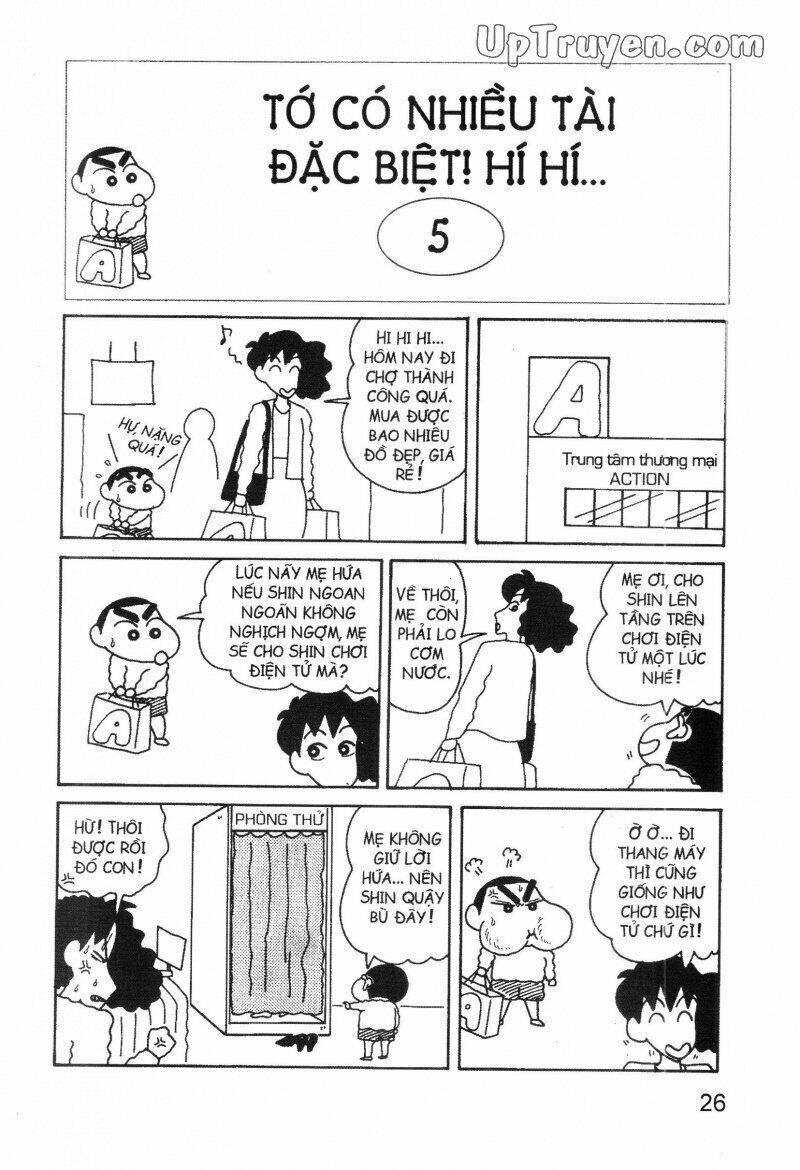 UpTruyen.com
TỚ CÓ NHIỀU TÀI
ĐẶC BIỆT! HÍ HÍ...
5
A
A
Trung tâm thương mại
ACTION
HI HI HI...
HÔM NAY ĐI
CHỢ THÀNH
CÔNG QUÁ.
MUA ĐƯỢC
BAO NHIÊU
ĐỒ ĐẸP, GIÁ
RẺ!
HỰ, NẶNG
QUÁ!
MẸ ƠI, CHO
SHIN LÊN
TẦNG TRÊN
CHƠI ĐIỆN
TỬ MỘT LÚC
NHÉ!
VỀ THÔI,
MẸ CÒN
PHẢI LO
CƠM
NƯỚC.
LÚC NÃY MẸ HỨA
NẾU SHIN NGOAN
NGOÃN KHÔNG
NGHỊCH NGỢM, MẸ
SẼ CHO SHIN CHƠI
ĐIỆN TỬ MÀ?
A
Ờ Ờ... ĐI
THANG MÁY
THÌ CŨNG
GIỐNG NHƯ
CHƠI ĐIỆN
TỬ CHỨ GÌ!
A
PHÒNG THỬ
MẸ KHÔNG
GIỮ LỜI
HỨA... NÊN
SHIN QUẬY
BÙ ĐÂY!
HỪ! THÔI
ĐƯỢC RỒI
ĐÓ CON!
26